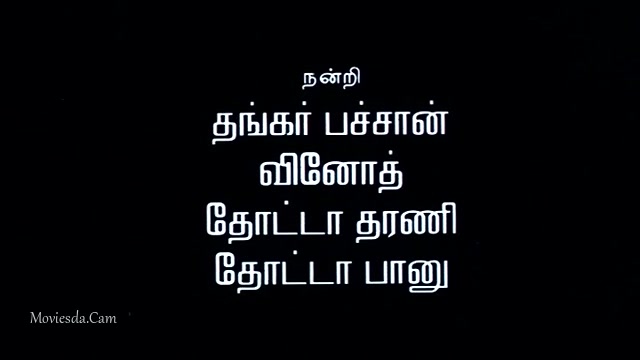 நன்றி
தங்கர் பச்சான்
வினோத்
தோட்டா தரணி
தோட்டா பானு
Moviesda.Cam